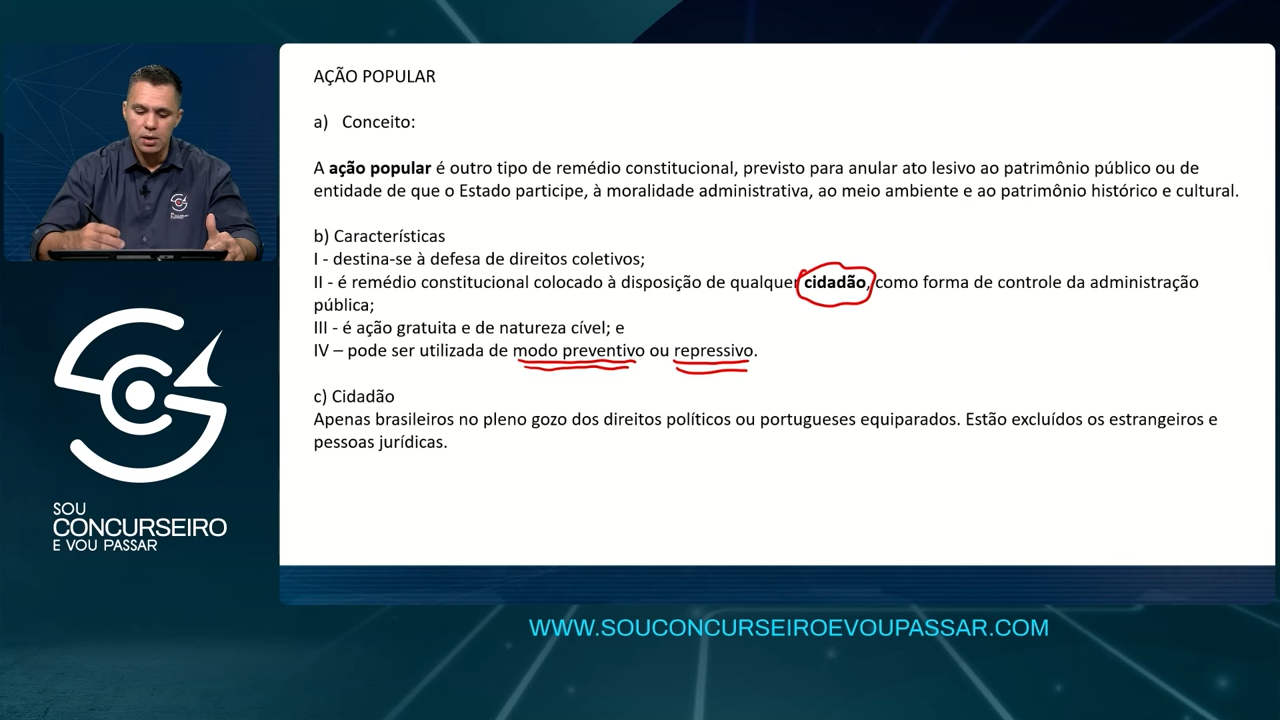 AÇÃO POPULAR
a) Conceito:
A ação popular é outro tipo de remédio constitucional, previsto para anular ato lesivo ao patrimônio público ou de
entidade de que o Estado participe, à moralidade administrativa, ao meio ambiente e ao patrimônio histórico e cultural.
b) Características
I - destina-se à defesa de direitos coletivos;
II - é remédio constitucional colocado à disposição de qualquer cidadão, como forma de controle da administração
pública;
III - é ação gratuita e de natureza cível; e
IV – pode ser utilizada de modo preventivo ou repressivo.
c) Cidadão
Apenas brasileiros no pleno gozo dos direitos políticos ou portugueses equiparados. Estão excluídos os estrangeiros e
pessoas jurídicas.
SOU
CONCURSEIRO
E VOU PASSAR
WWW.SOUCONCURSEIROEVOUPASSAR.COM